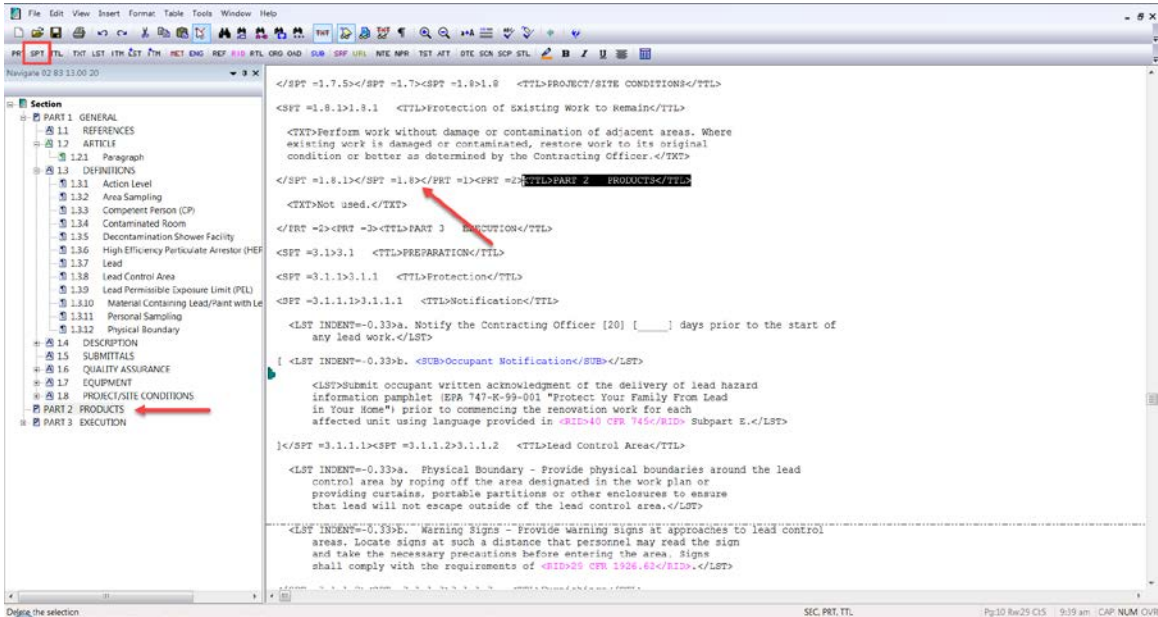 File Edit View Insert Format Table Tools Window Help
PRT SPT TTL TXT LST ITM LST ITM MET ENG REF RID RTL ORG OAD SUB SRF URL NTE NPR TST ATT DTE SCN SCP STL B I U
Navigate 02 83 13.00 20
Section
PART 1 GENERAL
1.1 REFERENCES
1.2 ARTICLE
1.2.1 Paragraph
1.3 DEFINITIONS
1.3.1 Action Level
1.3.2 Area Sampling
1.3.3 Competent Person (CP)
1.3.4 Contaminated Room
1.3.5 Decontamination Shower Facility
1.3.6 High Efficiency Particulate Arrestor (HEF
1.3.7 Lead
1.3.8 Lead Control Area
1.3.9 Lead Permissible Exposure Limit (PEL)
1.3.10 Material Containing Lead/Paint with Le
1.3.11 Personal Sampling
1.3.12 Physical Boundary
1.4 DESCRIPTION
1.5 SUBMITTALS
1.6 QUALITY ASSURANCE
1.7 EQUIPMENT
1.8 PROJECT/SITE CONDITIONS
PART 2 PRODUCTS
PART 3 EXECUTION
</SPT =1.7.5></SPT =1.7><SPT =1.8>1.8 <TTL>PROJECT/SITE CONDITIONS</TTL>
<SPT =1.8.1>1.8.1 <TTL>Protection of Existing Work to Remain</TTL>
<TXT>Perform work without damage or contamination of adjacent areas. Where
existing work is damaged or contaminated, restore work to its original
condition or better as determined by the Contracting Officer.</TXT>
</SPT =1.8.1></SPT =1.8></PRT =1><PRT =2><TTL>PART 2 PRODUCTS</TTL>
<TXT>Not used.</TXT>
</PRT =2><PRT =3><TTL>PART 3 EXECUTION</TTL>
<SPT =3.1>3.1 <TTL>PREPARATION</TTL>
<SPT =3.1.1>3.1.1 <TTL>Protection</TTL>
<SPT =3.1.1.1>3.1.1.1 <TTL>Notification</TTL>
<LST INDENT=-0.33>a. Notify the Contracting Officer [20] [_____] days prior to the start of
any lead work.</LST>
[ <LST INDENT=-0.33>b. <SUB>Occupant Notification</SUB></LST>
<LST>Submit occupant written acknowledgment of the delivery of lead hazard
information pamphlet (EPA 747-K-99-001 "Protect Your Family From Lead
in Your Home") prior to commencing the renovation work for each
affected unit using language provided in <RID>40 CFR 745</RID> Subpart E.</LST>
]</SPT =3.1.1.1><SPT =3.1.1.2>3.1.1.2 <TTL>Lead Control Area</TTL>
<LST INDENT=-0.33>a. Physical Boundary - Provide physical boundaries around the lead
control area by roping off the area designated in the work plan or
providing curtains, portable partitions or other enclosures to ensure
that lead will not escape outside of the lead control area.</LST>
<LST INDENT=-0.33>b. Warning Signs - Provide warning signs at approaches to lead control
areas. Locate signs at such a distance that personnel may read the sign
and take the necessary precautions before entering the area. Signs
shall comply with the requirements of <RID>29 CFR 1926.62</RID>.</LST>
Delete the selection
SEC, PRT, TTL
Pg:10 Rw:25 Cl:5 9:39 am CAP NUM OVR